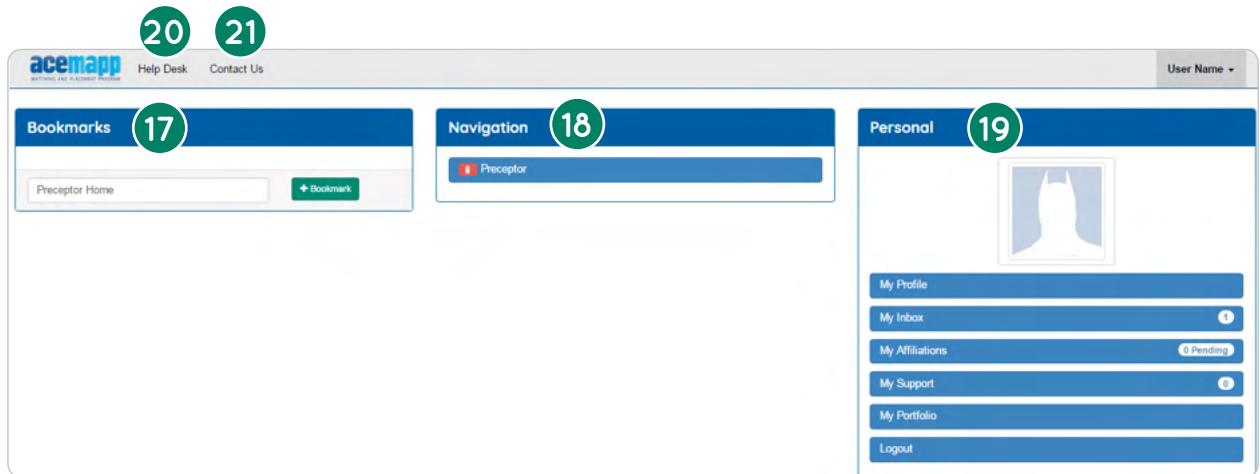 20 21
acemapp
MATCHING AND PLACEMENT PROGRAM
Help Desk Contact Us
User Name
Bookmarks 17
Preceptor Home
+ Bookmark
Navigation 18
Preceptor
Personal 19
My Profile
My Inbox 1
My Affiliations 0 Pending
My Support 0
My Portfolio
Logout